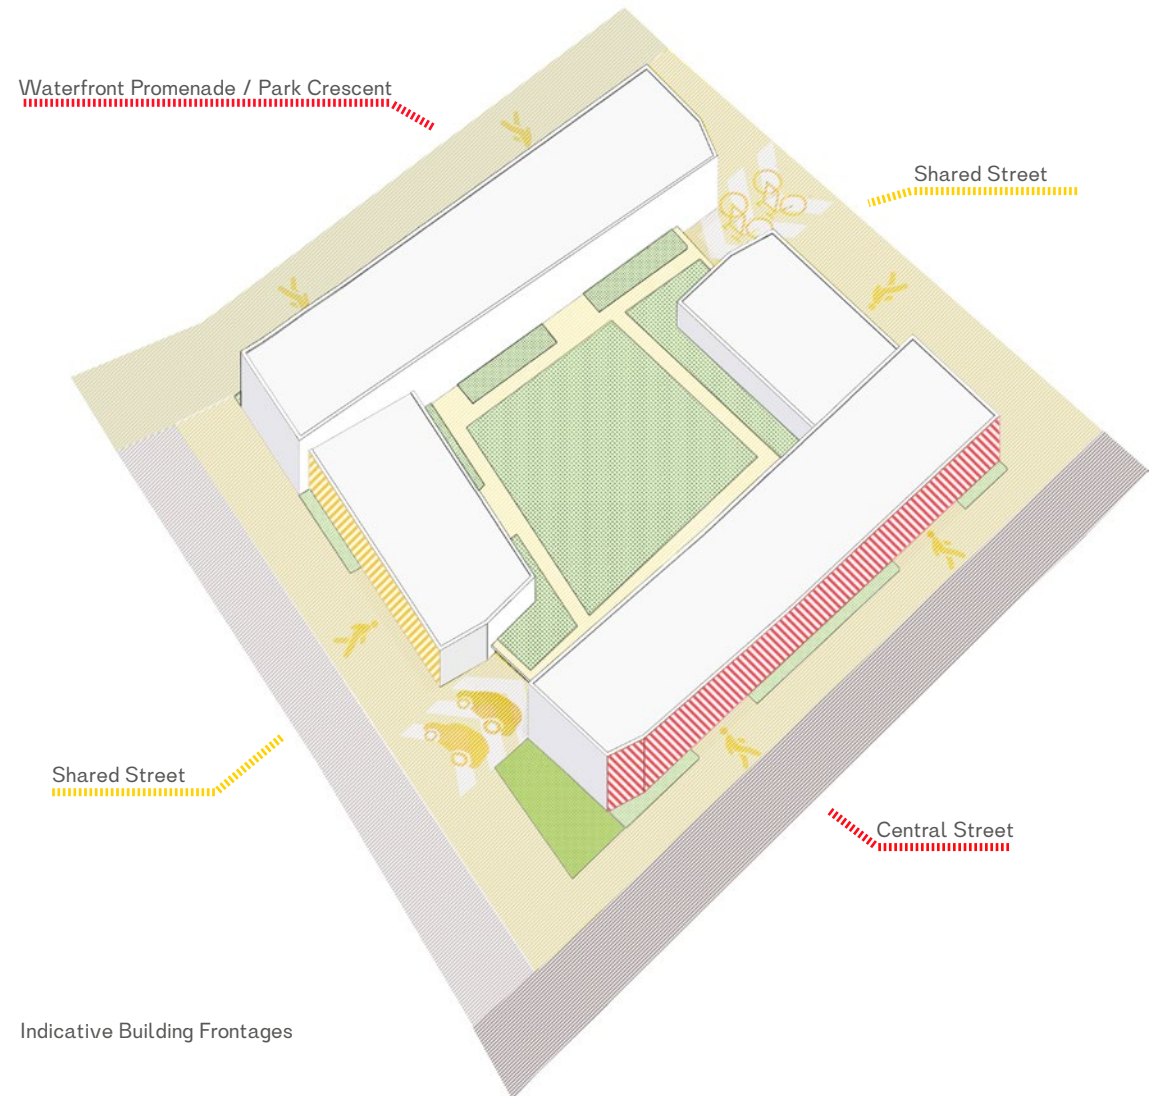 Waterfront Promenade / Park Crescent
Shared Street
Shared Street
Central Street
Indicative Building Frontages